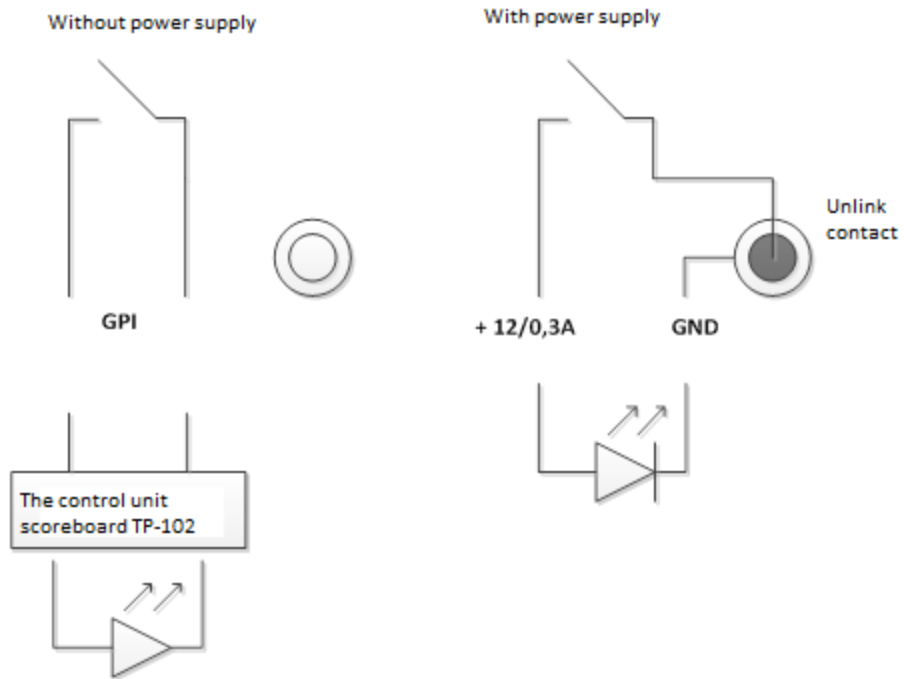 Without power supply
With power supply
Unlink
contact
GPI
+ 12/0,3A
GND
The control unit
scoreboard TP-102